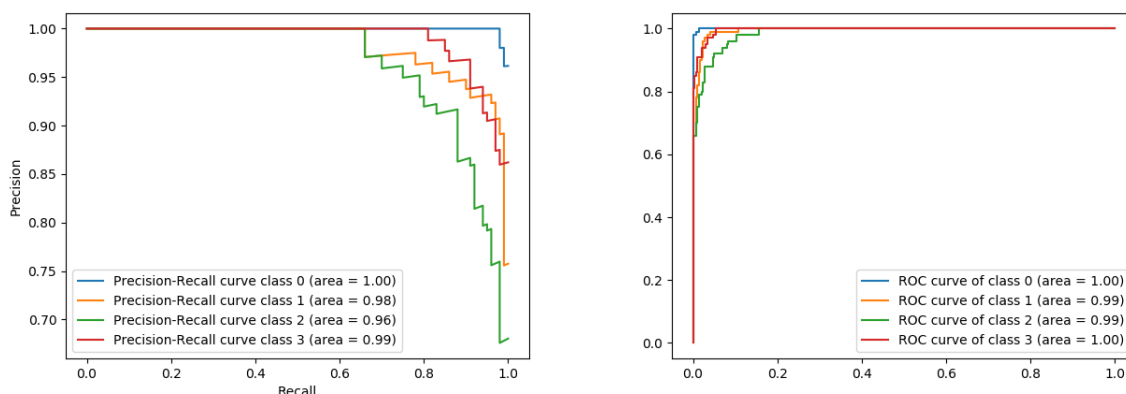 1.00
0.95
0.90
0.85
0.80
0.75
0.70
Precision
Precision-Recall curve class 0 (area = 1.00)
Precision-Recall curve class 1 (area = 0.98)
Precision-Recall curve class 2 (area = 0.96)
Precision-Recall curve class 3 (area = 0.99)
0.0 0.2 0.4 0.6 0.8 1.0
Recall
1.0
0.8
0.6
0.4
0.2
0.0
ROC curve of class 0 (area = 1.00)
ROC curve of class 1 (area = 0.99)
ROC curve of class 2 (area = 0.99)
ROC curve of class 3 (area = 1.00)
0.0 0.2 0.4 0.6 0.8 1.0